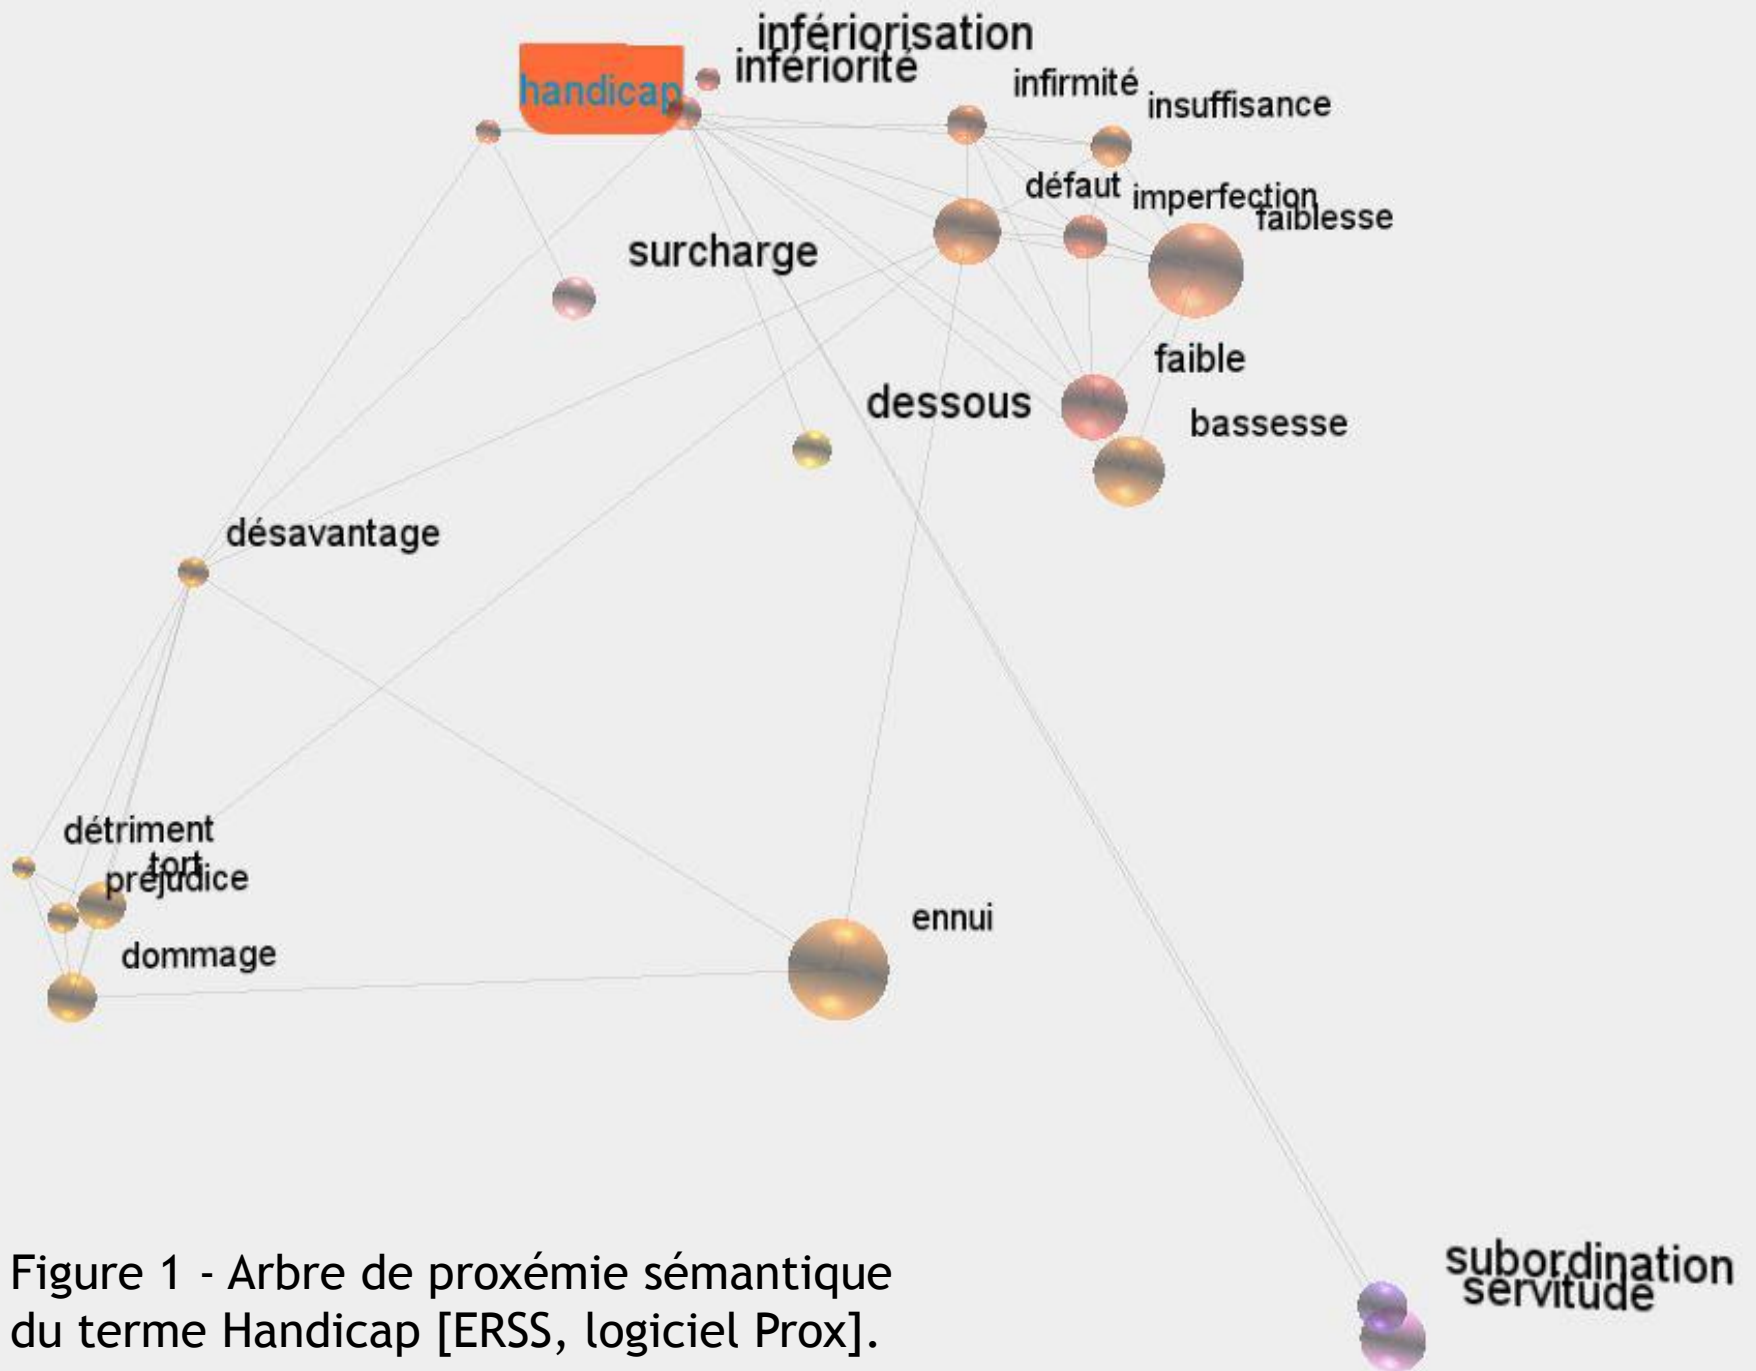 infériorisation
handicap
infériorité
infirmité
insuffisance
défaut
imperfection
faiblesse
surcharge
faible
dessous
bassesse
désavantage
détriment
tort
préjudice
ennui
dommage
subordination
servitude
Figure 1 - Arbre de proxémie sémantique
du terme Handicap [ERSS, logiciel Prox].